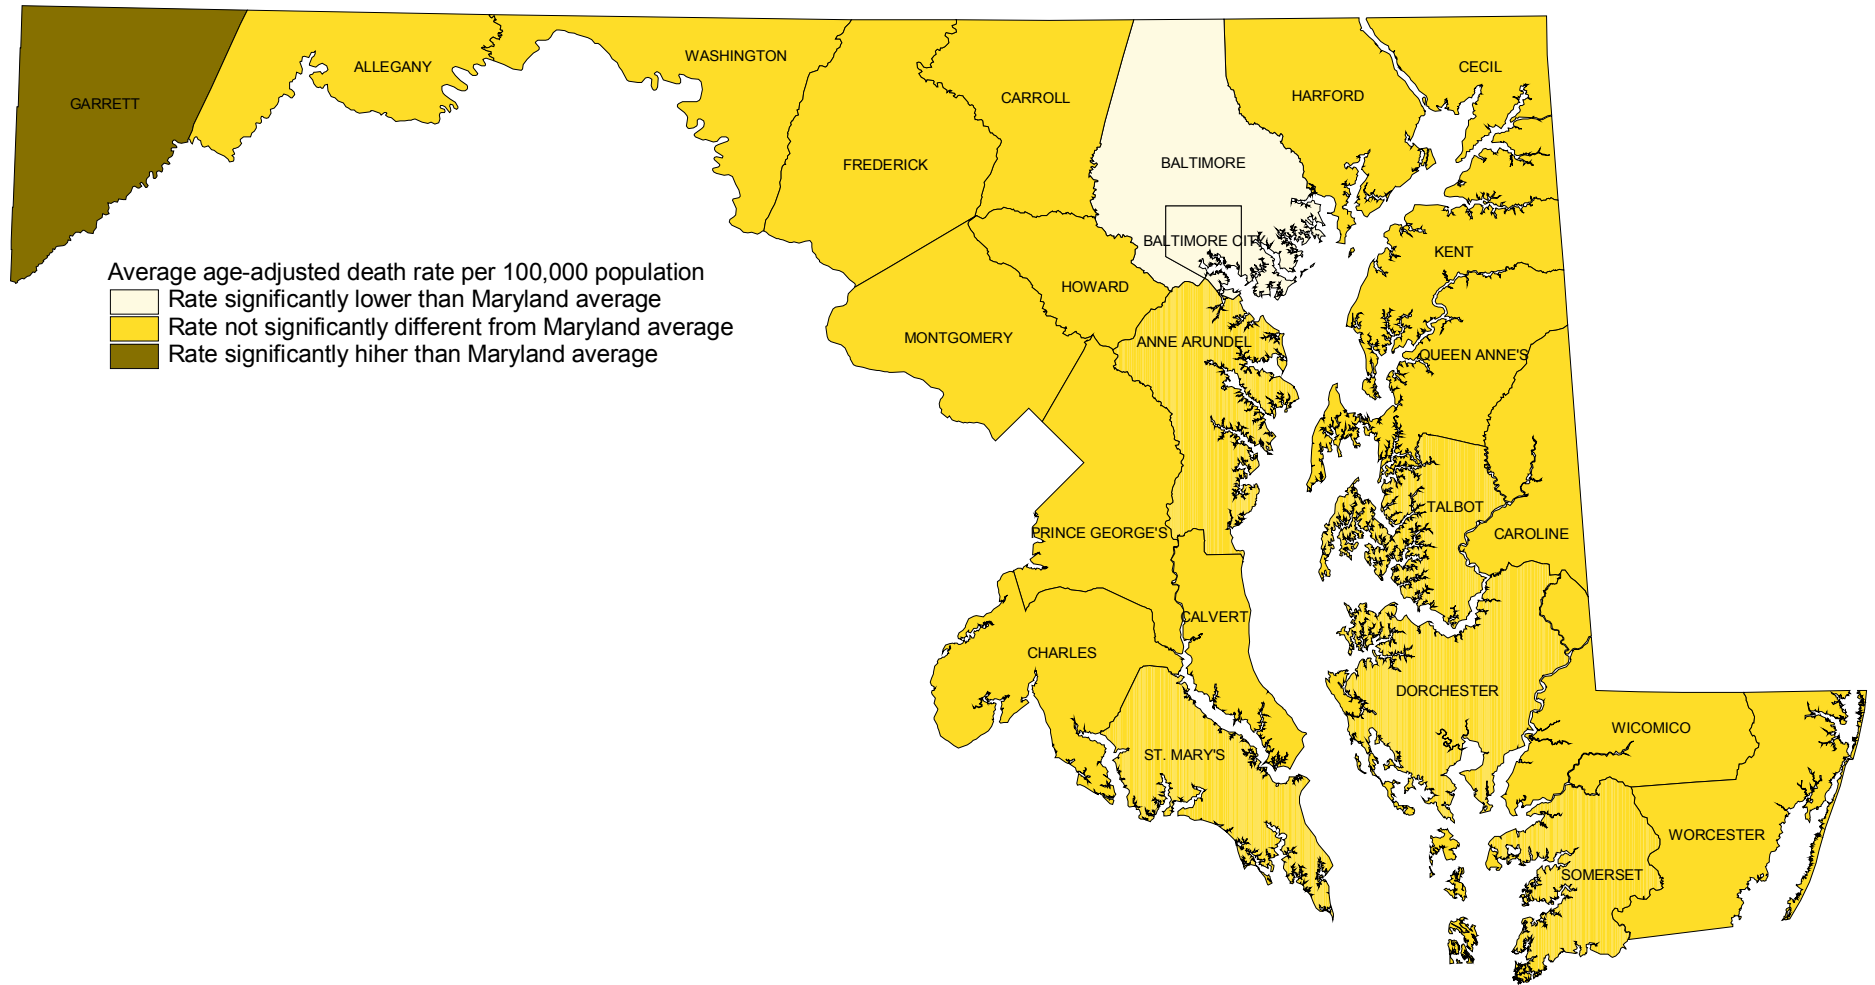 WASHINGTON
ALLEGANY
CECIL
GARRETT
CARROLL
HARFORD
FREDERICK
BALTIMORE
BALTIMORE CITY
KENT
Average age-adjusted death rate per 100,000 population
Rate significantly lower than Maryland average
Rate not significantly different from Maryland average
Rate significantly hiher than Maryland average
HOWARD
MONTGOMERY
ANNE ARUNDEL
QUEEN ANNE'S
TALBOT
PRINCE GEORGE'S
CAROLINE
CALVERT
CHARLES
DORCHESTER
WICOMICO
ST. MARY'S
WORCESTER
SOMERSET